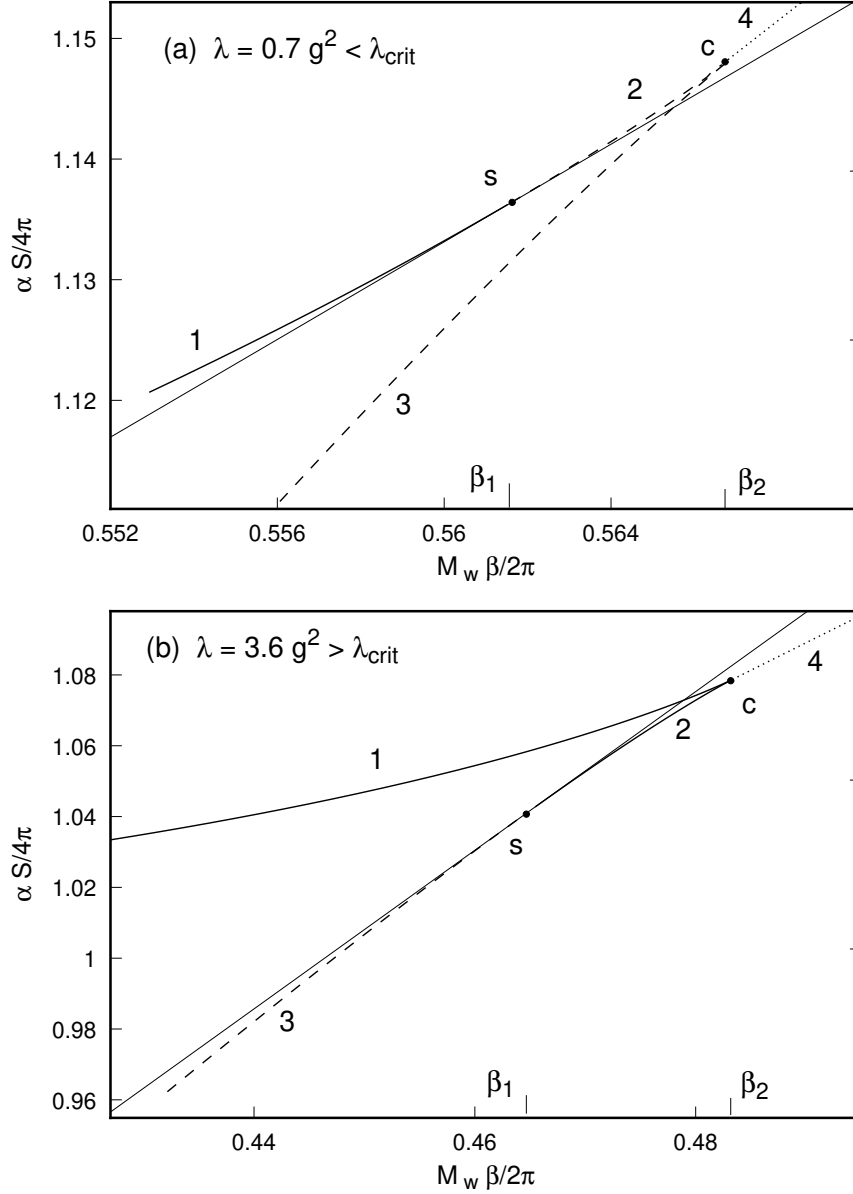 (a) λ = 0.7 g² < λcrit
4
c
2
s
1
3
β₁
β₂
1.15
1.14
1.13
1.12
α S/4π
0.552
0.556
0.56
0.564
M w β/2π
(b) λ = 3.6 g² > λcrit
4
c
2
1
s
3
β₁
β₂
1.08
1.06
1.04
1.02
1
0.98
0.96
α S/4π
0.44
0.46
0.48
M w β/2π